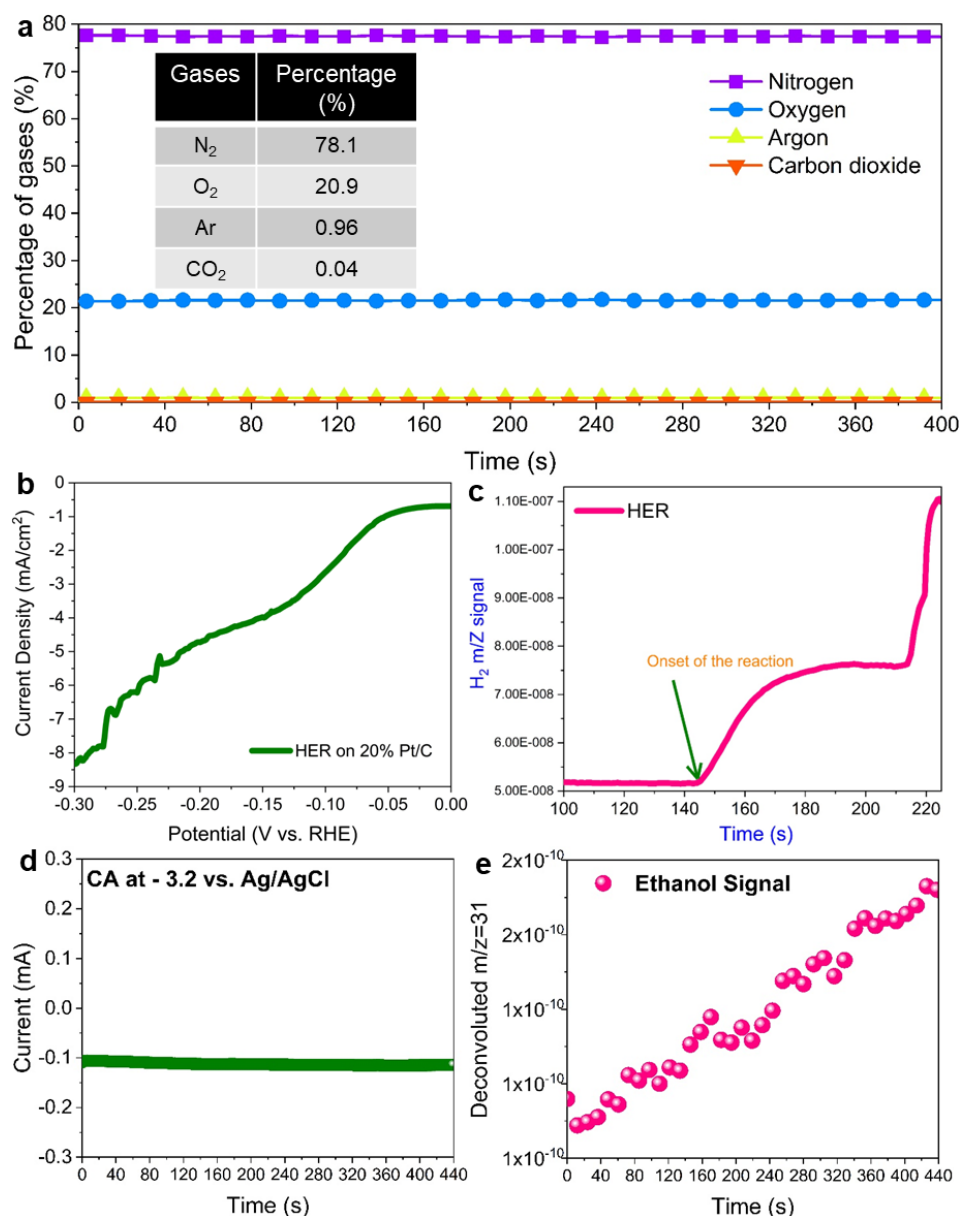 a
80
70
60
50
40
30
20
10
0
Percentage of gases (%)
Gases Percentage (%)
N₂ 78.1
O₂ 20.9
Ar 0.96
CO₂ 0.04
Nitrogen
Oxygen
Argon
Carbon dioxide
0 40 80 120 160 200 240 280 320 360 400
Time (s)
b
0
-1
-2
-3
-4
-5
-6
-7
-8
-9
Current Density (mA/cm²)
HER on 20% Pt/C
-0.30 -0.25 -0.20 -0.15 -0.10 -0.05 0.00
Potential (V vs. RHE)
c
1.10E-007
1.00E-007
9.00E-008
8.00E-008
7.00E-008
6.00E-008
5.00E-008
H₂ m/Z signal
HER
Onset of the reaction
100 120 140 160 180 200 220
Time (s)
d
CA at - 3.2 vs. Ag/AgCl
0.3
0.2
0.1
0.0
-0.1
-0.2
-0.3
Current (mA)
0 40 80 120 160 200 240 280 320 360 400 440
Time (s)
e
Ethanol Signal
2x10⁻¹⁰
2x10⁻¹⁰
1x10⁻¹⁰
1x10⁻¹⁰
1x10⁻¹⁰
Deconvoluted m/z=31
0 40 80 120 160 200 240 280 320 360 400 440
Time (s)